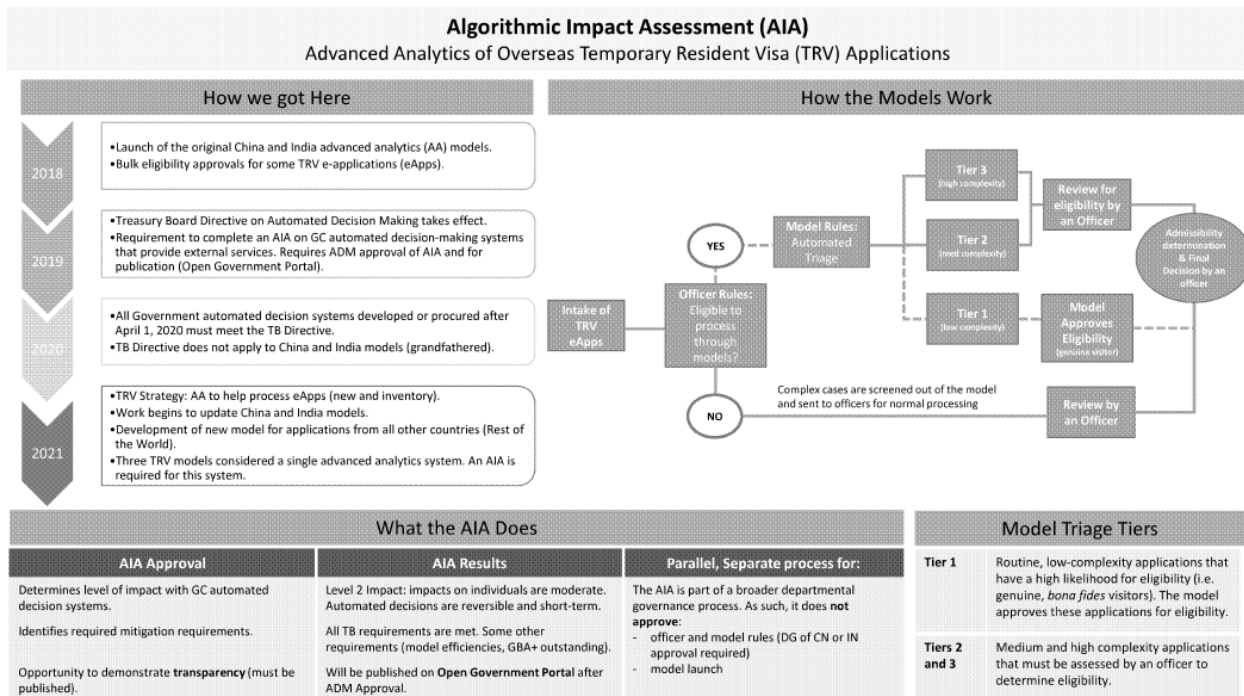 Algorithmic Impact Assessment (AIA)
Advanced Analytics of Overseas Temporary Resident Visa (TRV) Applications
How we got Here
2018
•Launch of the original China and India advanced analytics (AA) models.
•Bulk eligibility approvals for some TRV e-applications (eApps).
2019
•Treasury Board Directive on Automated Decision Making takes effect.
•Requirement to complete an AIA on GC automated decision-making systems
that provide external services. Requires ADM approval of AIA and for
publication (Open Government Portal).
2020
•All Government automated decision systems developed or procured after
April 1, 2020 must meet the TB Directive.
•TB Directive does not apply to China and India models (grandfathered).
2021
•TRV Strategy: AA to help process eApps (new and inventory).
•Work begins to update China and India models.
•Development of new model for applications from all other countries (Rest of
the World).
•Three TRV models considered a single advanced analytics system. An AIA is
required for this system.
How the Models Work
Intake of
TRV
eApps
Officer Rules:
Eligible to
process
through
models?
YES
NO
Model Rules:
Automated
Triage
Tier 3
(high complexity)
Tier 2
(med complexity)
Tier 1
(low complexity)
Review for
eligibility by
an Officer
Model
Approves
Eligibility
(genuine visitor)
Admissibility
determination
& Final
Decision by an
officer
Complex cases are screened out of the model
and sent to officers for normal processing
Review by
an Officer
What the AIA Does
AIA Approval
Determines level of impact with GC automated
decision systems.
Identifies required mitigation requirements.
Opportunity to demonstrate transparency (must be
published).
AIA Results
Level 2 Impact: impacts on individuals are moderate.
Automated decisions are reversible and short-term.
All TB requirements are met. Some other
requirements (model efficiencies, GBA+ outstanding).
Will be published on Open Government Portal after
ADM Approval.
Parallel, Separate process for:
The AIA is part of a broader departmental
governance process. As such, it does not
approve:
- officer and model rules (DG of CN or IN
approval required)
- model launch
Model Triage Tiers
Tier 1
Routine, low-complexity applications that
have a high likelihood for eligibility (i.e.
genuine, bona fides visitors). The model
approves these applications for eligibility.
Tiers 2
and 3
Medium and high complexity applications
that must be assessed by an officer to
determine eligibility.